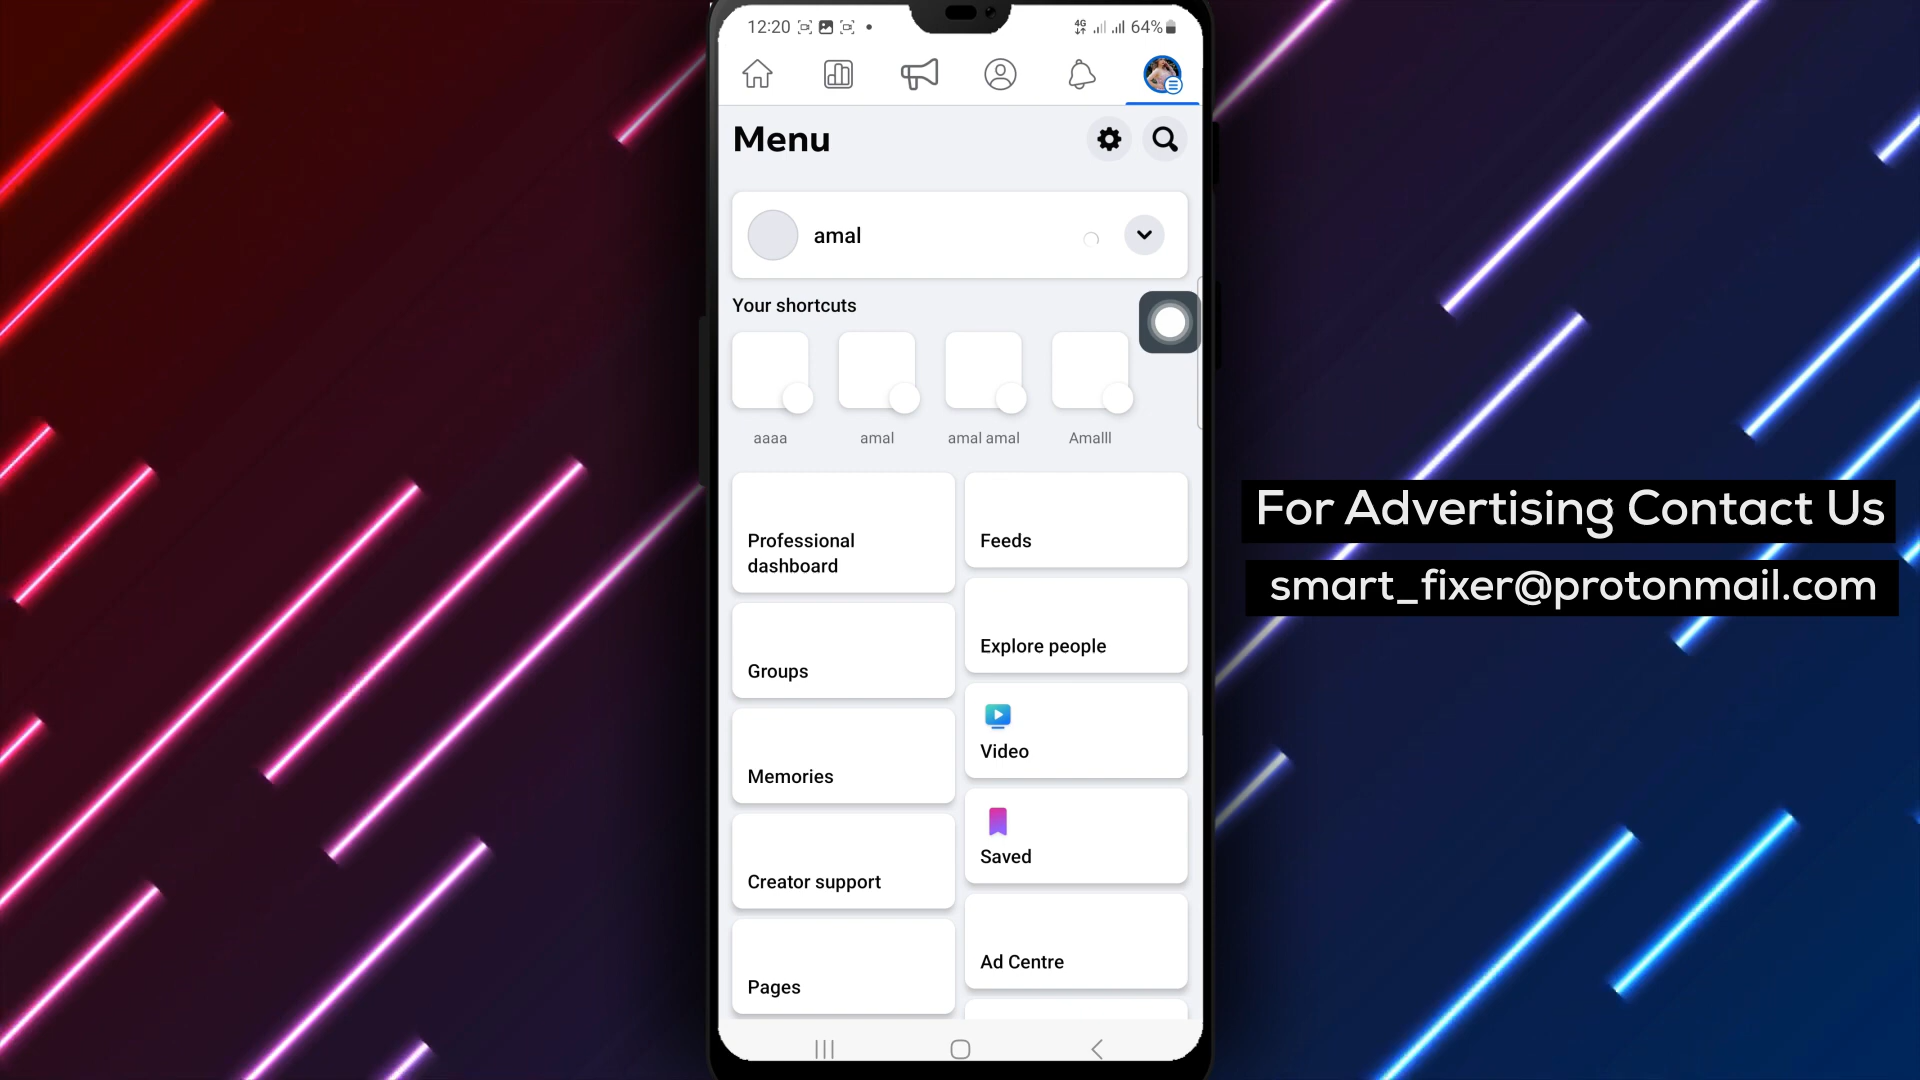 12:20
4G
64%
Menu
amal
Your shortcuts
aaaa
amal
amal amal
Amalll
Professional
dashboard
Feeds
Groups
Explore people
Memories
Video
Creator support
Saved
Pages
Ad Centre
For Advertising Contact Us
smart_fixer@protonmail.com